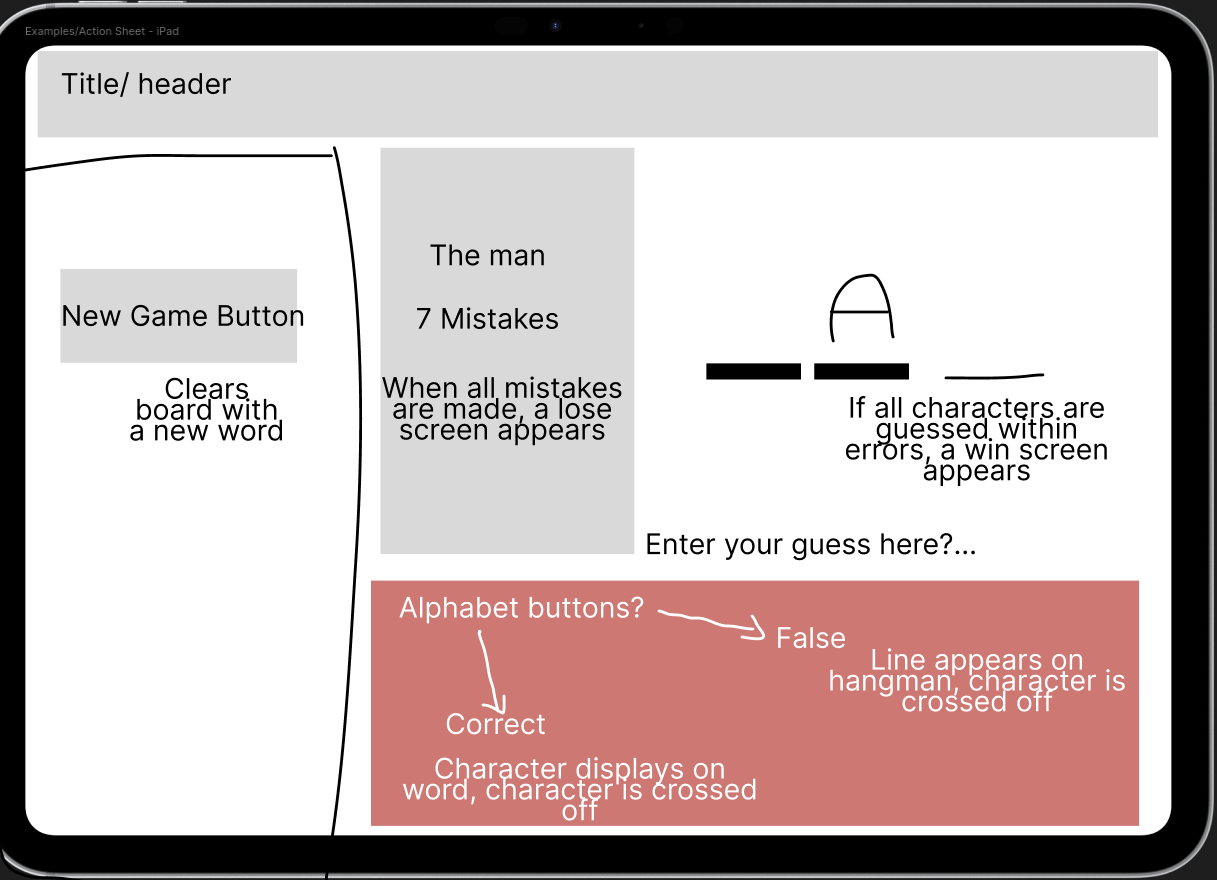 Examples/Action Sheet - iPad
Title/ header
New Game Button
Clears
board with
a new word
The man
7 Mistakes
When all mistakes
are made, a lose
screen appears
A
If all characters are
guessed within
errors, a win screen
appears
Enter your guess here?...
Alphabet buttons?
False
Line appears on
hangman, character is
crossed off
Correct
Character displays on
word, character is crossed
off